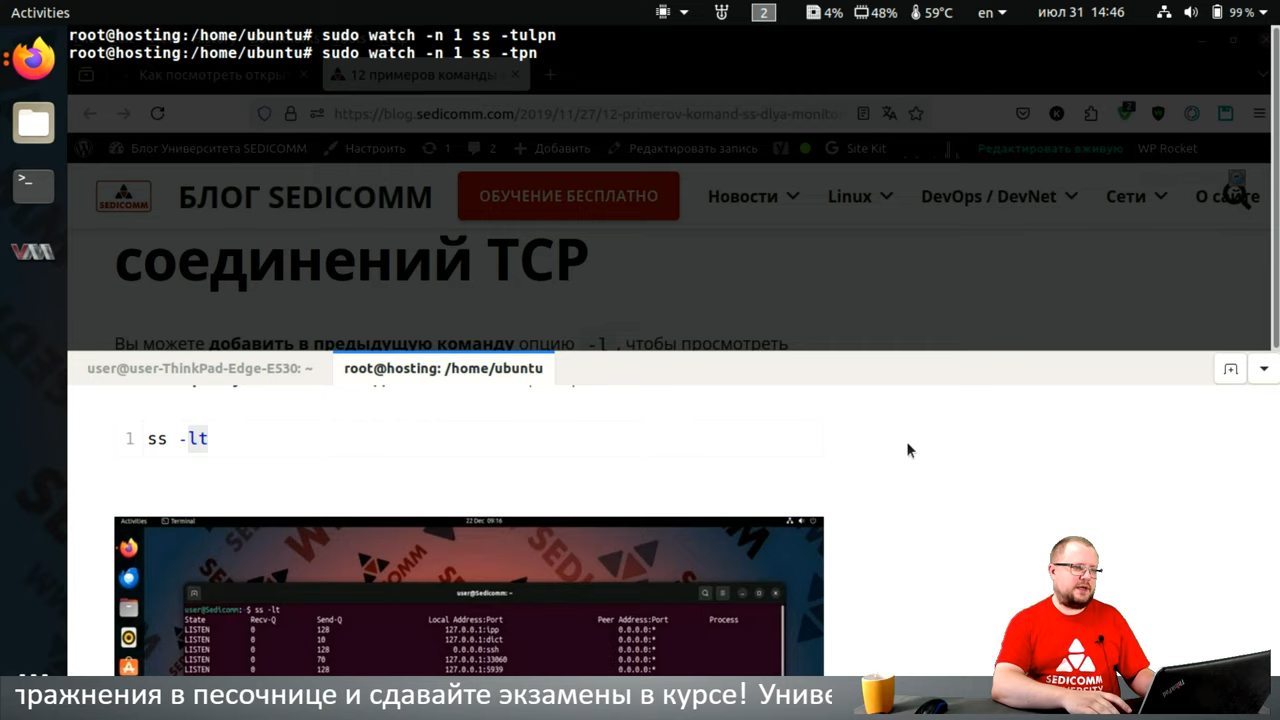 Activities
2
4%
48%
59°C
en
июл 31 14:46
99 %
root@hosting:/home/ubuntu# sudo watch -n 1 ss -tulpn
root@hosting:/home/ubuntu# sudo watch -n 1 ss -tpn
Как посмотреть откры
12 примеров команды
https://blog.sedicomm.com/2019/11/27/12-primerov-komand-ss-dlya-monito
2
Блог Университета SEDICOMM
Настроить
1
2
Добавить
Редактировать запись
Site Kit
Редактировать вживую
WP Rocket
SEDICOMM
БЛОГ SEDICOMM
ОБУЧЕНИЕ БЕСПЛАТНО
Новости
Linux
DevOps / DevNet
Сети
О сайте
соединений TCP
Вы можете добавить в предыдущую команду опцию -l , чтобы просмотреть
user@user-ThinkPad-Edge-E530: ~
root@hosting: /home/ubuntu
1 ss -lt
Activities
Terminal
22 Dec 09:16
user@Sedicomm: ~
user@Sedicomm:~$ ss -lt
State Recv-Q Send-Q Local Address:Port Peer Address:Port Process
LISTEN 0 128 127.0.0.1:ipp 0.0.0.0:*
LISTEN 0 10 127.0.0.1:dict 0.0.0.0:*
LISTEN 0 128 0.0.0.0:ssh 0.0.0.0:*
LISTEN 0 70 127.0.0.1:33060 0.0.0.0:*
LISTEN 0 128 127.0.0.1:5939 0.0.0.0:*
SEDICOMM
UNIVERSITY
ThinkPad
пражнения в песочнице и сдавайте экзамены в курсе! Униве